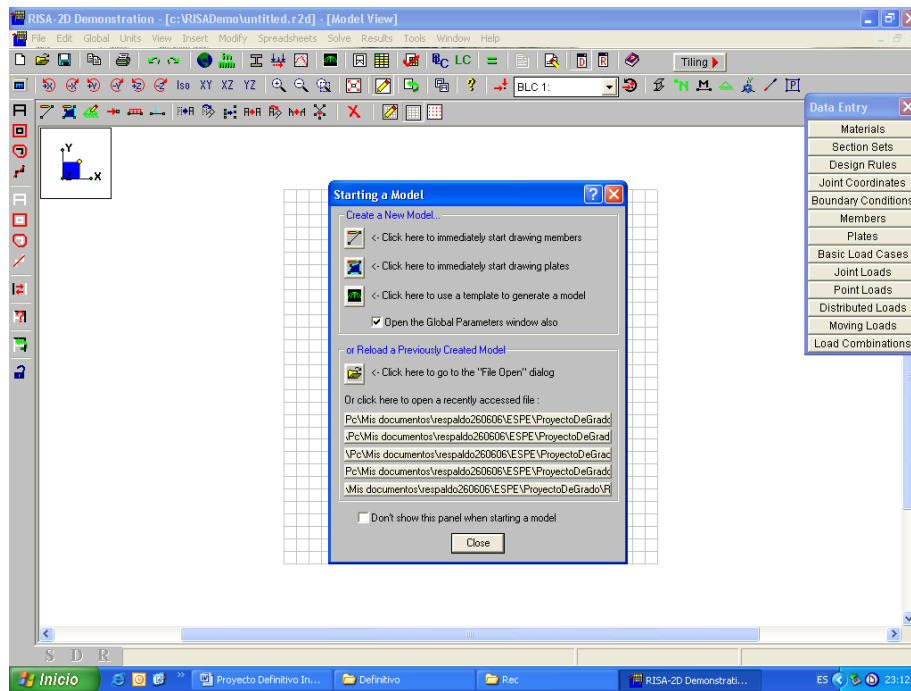 RISA-2D Demonstration - [c:\RISADemo\untitled.r2d] - [Model View]
File Edit Global Units View Insert Modify Spreadsheets Solve Results Tools Window Help
LC Tiling
Iso XY XZ YZ BLC 1:
Data Entry
Materials
Section Sets
Design Rules
Joint Coordinates
Boundary Conditions
Members
Plates
Basic Load Cases
Joint Loads
Point Loads
Distributed Loads
Moving Loads
Load Combinations
Y
Z X
Starting a Model
Create a New Model...
<- Click here to immediately start drawing members
<- Click here to immediately start drawing plates
<- Click here to use a template to generate a model
Open the Global Parameters window also
or Reload a Previously Created Model
<- Click here to go to the "File Open" dialog
Or click here to open a recently accessed file :
Pc\Mis documentos\respaldo260606\ESPE\ProyectoDeGrado
.Pc\Mis documentos\respaldo260606\ESPE\ProyectoDeGrad
\Pc\Mis documentos\respaldo260606\ESPE\ProyectoDeGrad
Pc\Mis documentos\respaldo260606\ESPE\ProyectoDeGrado
\Mis documentos\respaldo260606\ESPE\ProyectoDeGrado\R
Don't show this panel when starting a model
Close
S D R
Inicio Proyecto Definitivo In... Definitivo Rec RISA-2D Demonstrati... ES 23:12